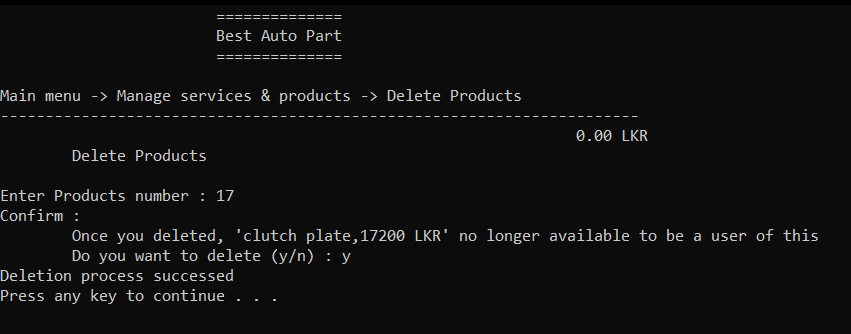 ==============
Best Auto Part
==============
Main menu -> Manage services & products -> Delete Products
-----------------------------------------------------------------------
0.00 LKR
Delete Products
Enter Products number : 17
Confirm :
Once you deleted, 'clutch plate,17200 LKR' no longer available to be a user of this
Do you want to delete (y/n) : y
Deletion process successed
Press any key to continue . . .